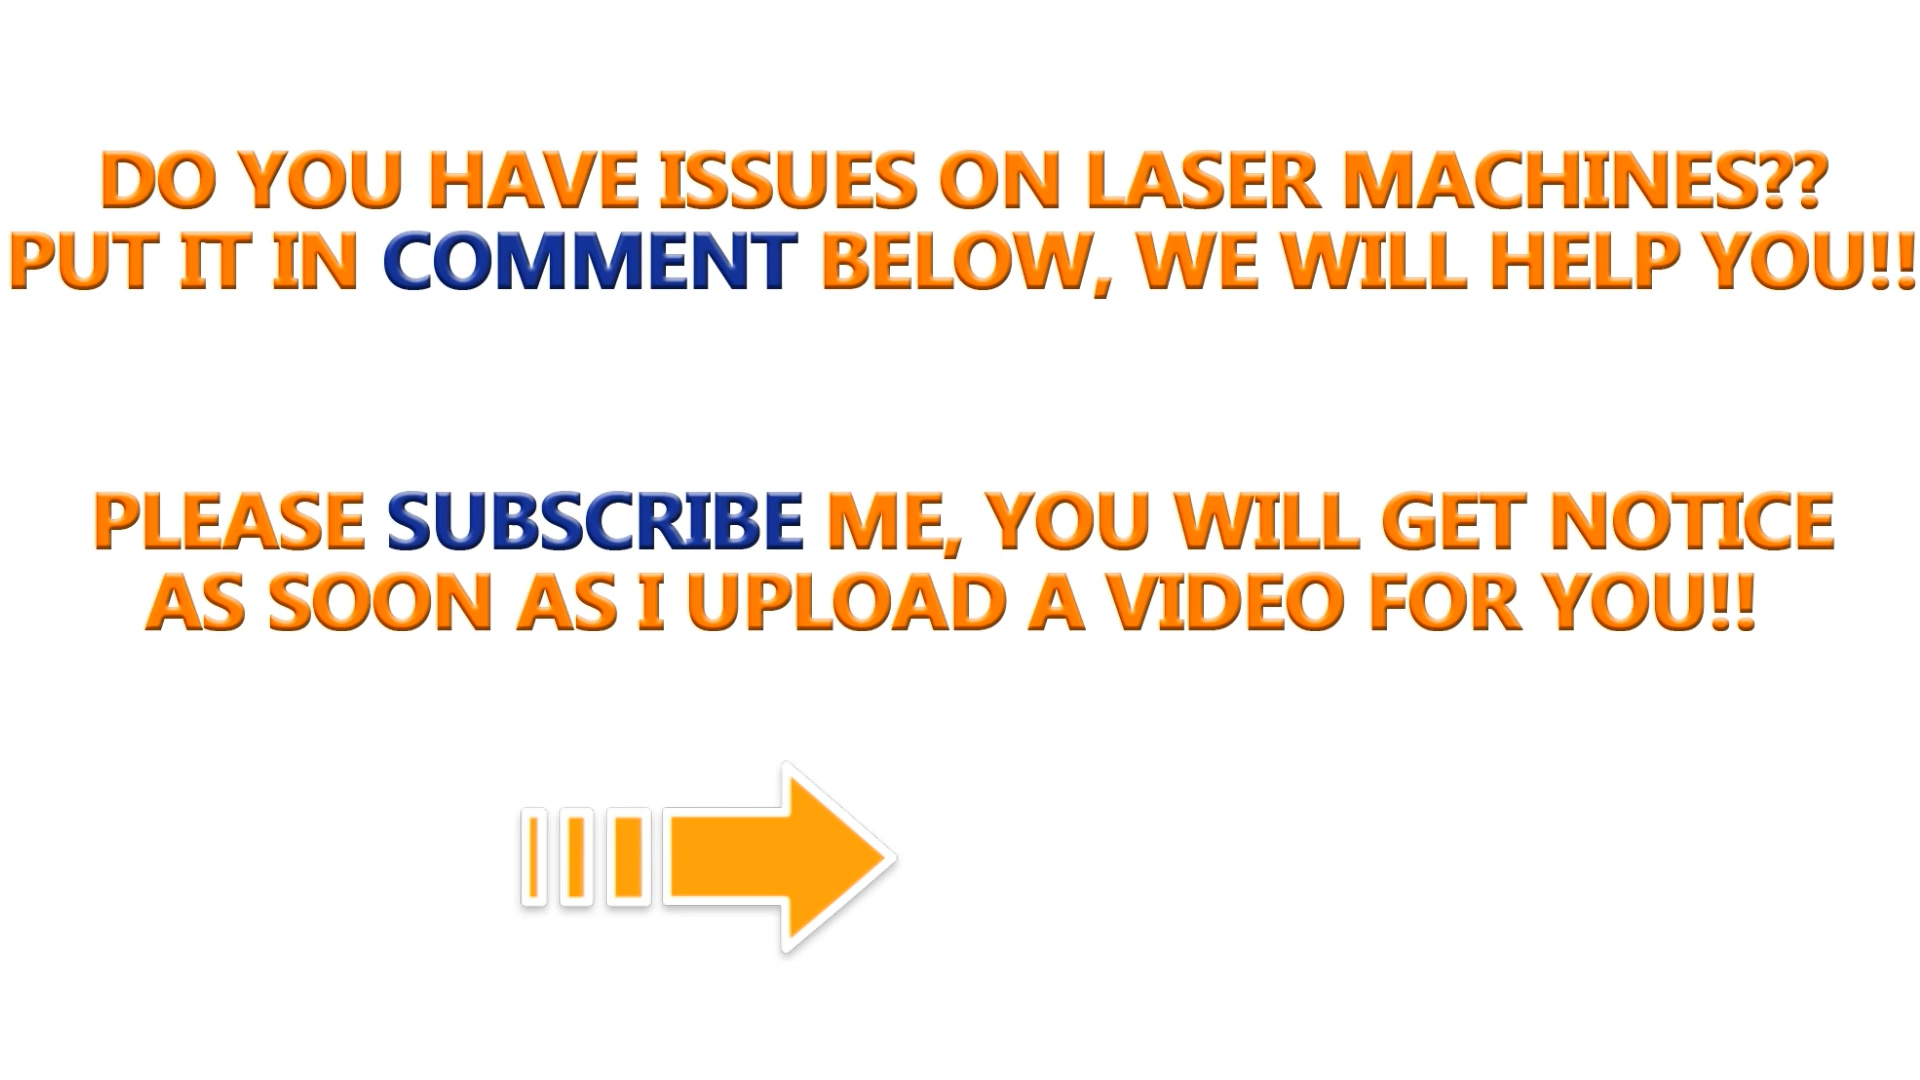 DO YOU HAVE ISSUES ON LASER MACHINES??
PUT IT IN COMMENT BELOW, WE WILL HELP YOU!!
PLEASE SUBSCRIBE ME, YOU WILL GET NOTICE
AS SOON AS I UPLOAD A VIDEO FOR YOU!!